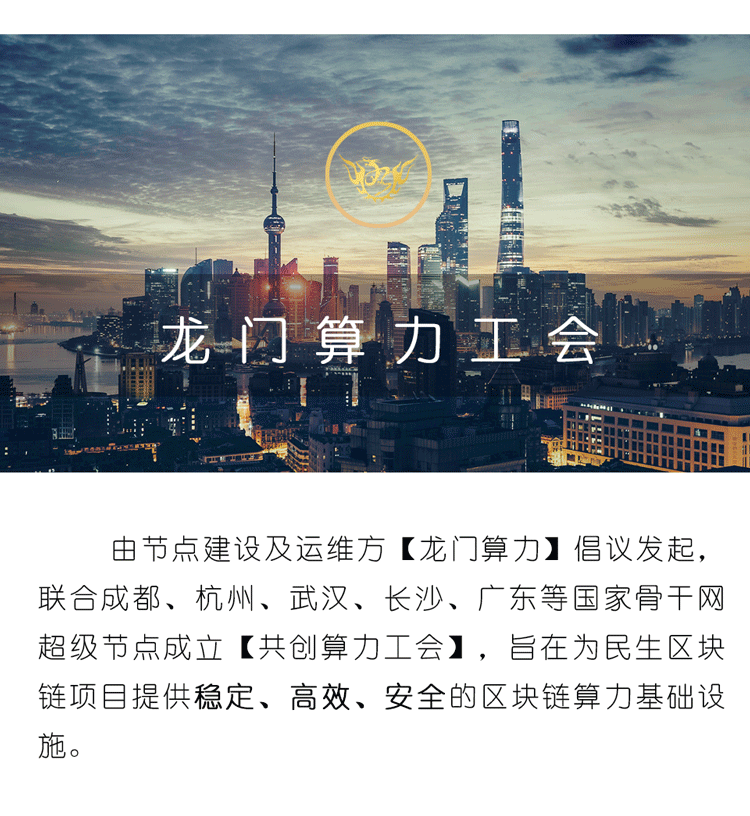 龙门算力工会
由节点建设及运维方【龙门算力】倡议发起，
联合成都、杭州、武汉、长沙、广东等国家骨干网
超级节点成立【共创算力工会】，旨在为民生区块
链项目提供稳定、高效、安全的区块链算力基础设
施。